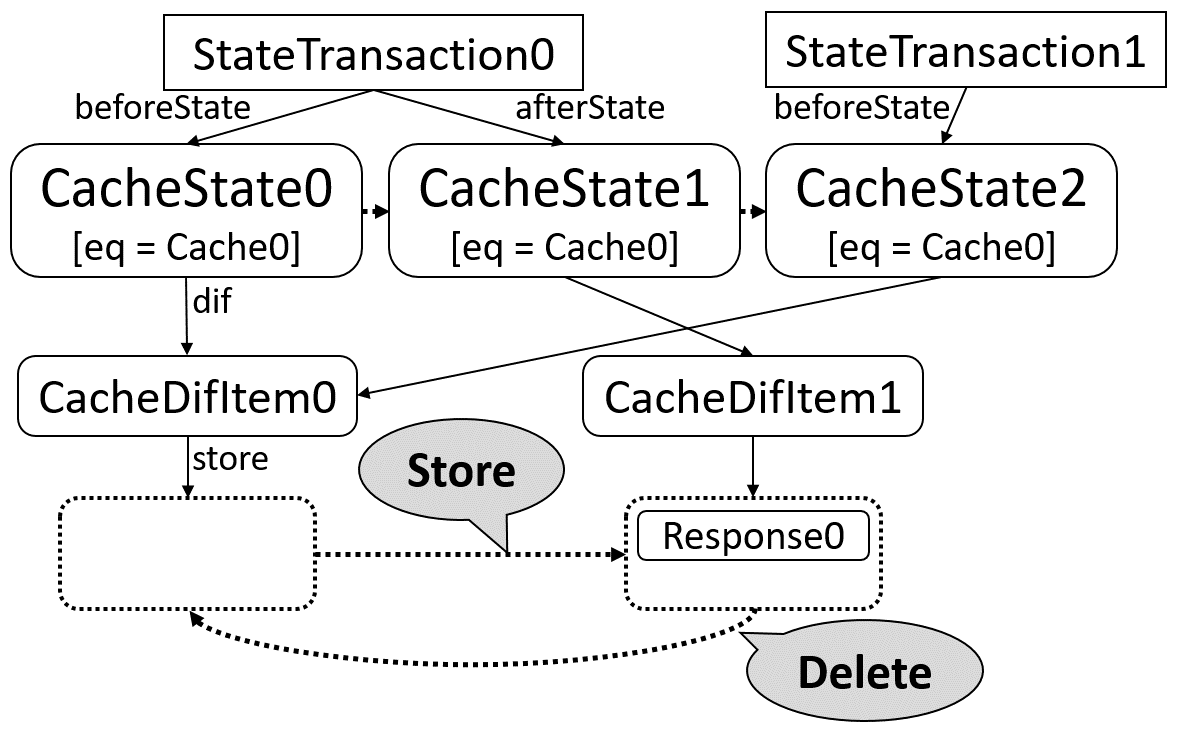 StateTransaction0
StateTransaction1
beforeState
afterState
beforeState
CacheState0
[eq = Cache0]
CacheState1
[eq = Cache0]
CacheState2
[eq = Cache0]
dif
CacheDifItem0
CacheDifItem1
store
Store
Response0
Delete